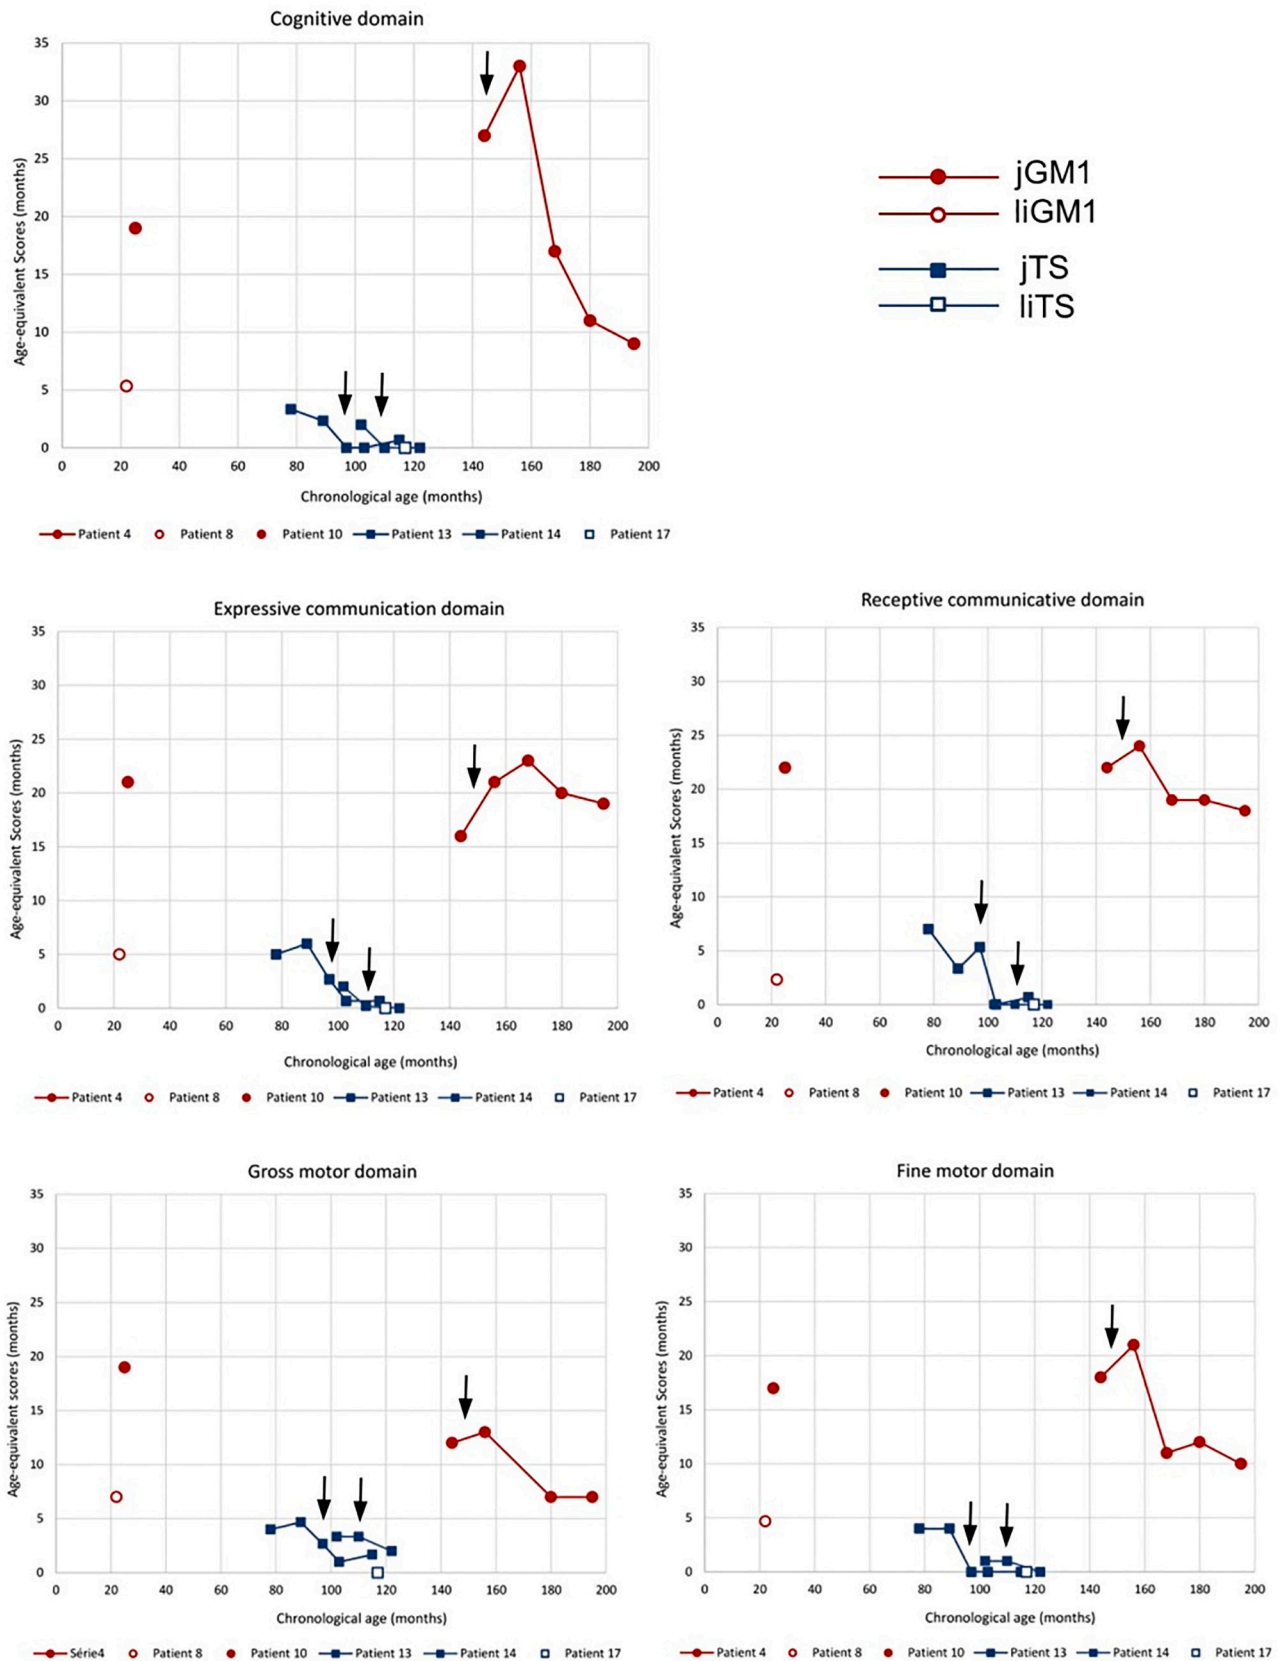 Cognitive domain
35
30
25
20
15
10
5
0
Age-equivalent Scores (months)
0 20 40 60 80 100 120 140 160 180 200
Chronological age (months)
Patient 4 Patient 8 Patient 10 Patient 13 Patient 14 Patient 17
jGM1
liGM1
jTS
liTS
Expressive communication domain
35
30
25
20
15
10
5
0
Age-equivalent Scores (months)
0 20 40 60 80 100 120 140 160 180 200
Chronological age (months)
Patient 4 Patient 8 Patient 10 Patient 13 Patient 14 Patient 17
Receptive communicative domain
35
30
25
20
15
10
5
0
Age-equivalent Scores (months)
0 20 40 60 80 100 120 140 160 180 200
Chronological age (months)
Patient 4 Patient 8 Patient 10 Patient 13 Patient 14 Patient 17
Gross motor domain
35
30
25
20
15
10
5
0
Age-equivalent scores (months)
0 20 40 60 80 100 120 140 160 180 200
Chronological age (months)
Série4 Patient 8 Patient 10 Patient 13 Patient 14 Patient 17
Fine motor domain
35
30
25
20
15
10
5
0
Age-equivalent Scores (months)
0 20 40 60 80 100 120 140 160 180 200
Chronological age (months)
Patient 4 Patient 8 Patient 10 Patient 13 Patient 14 Patient 17